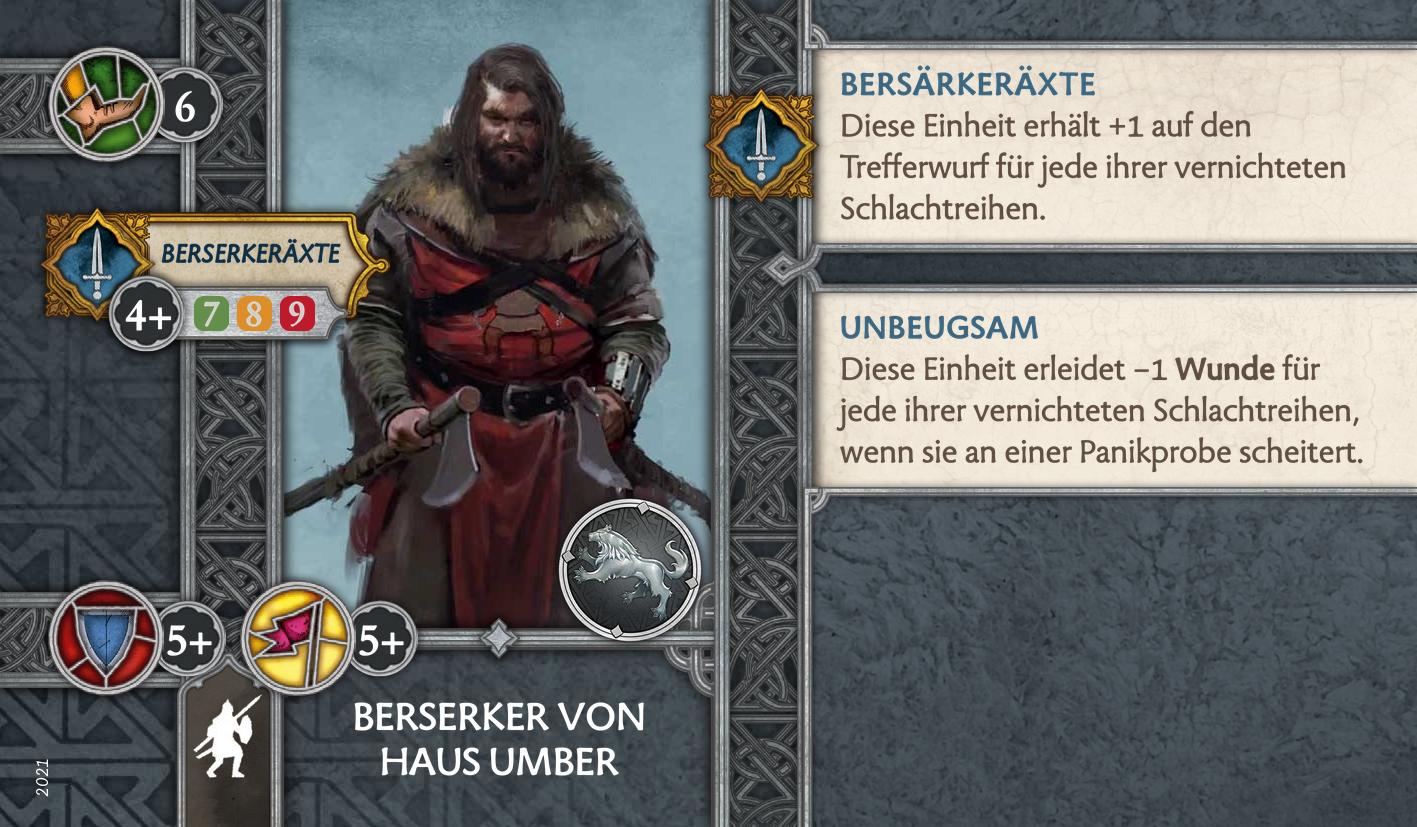 6
BERSERKERÄXTE
4+ 7 8 9
5+ 5+
BERSERKER VON
HAUS UMBER
2021
BERSÄRKERÄXTE
Diese Einheit erhält +1 auf den
Trefferwurf für jede ihrer vernichteten
Schlachtreihen.
UNBEUGSAM
Diese Einheit erleidet −1 Wunde für
jede ihrer vernichteten Schlachtreihen,
wenn sie an einer Panikprobe scheitert.